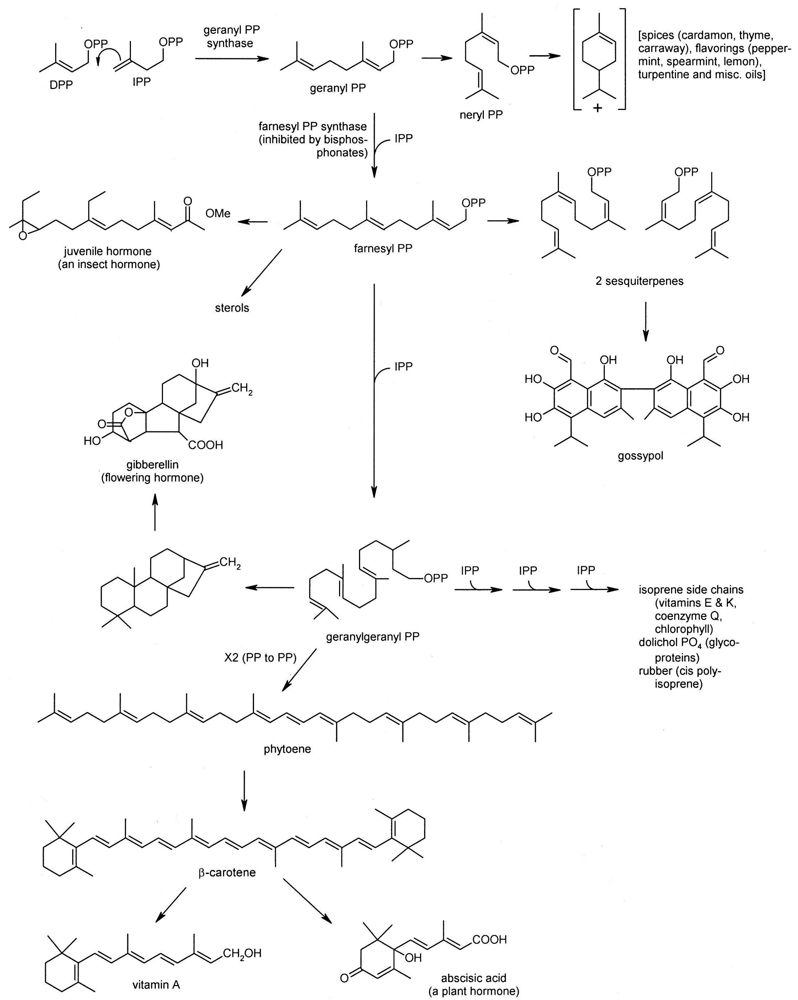 geranyl PP
synthase
OPP
OPP
DPP
IPP
OPP
geranyl PP
OPP
neryl PP
+
[spices (cardamon, thyme,
carraway), flavorings (pepper-
mint, spearmint, lemon),
turpentine and misc. oils]
farnesyl PP synthase
(inhibited by bisphos-
phonates)
IPP
O
O
OMe
juvenile hormone
(an insect hormone)
OPP
farnesyl PP
OPP
OPP
2 sesquiterpenes
sterols
IPP
OH
CH2
O
O
HO
COOH
gibberellin
(flowering hormone)
O
OH
OH
O
HO
OH
HO
OH
gossypol
CH2
OPP
geranylgeranyl PP
IPP
IPP
IPP
isoprene side chains
(vitamins E & K,
coenzyme Q,
chlorophyll)
dolichol PO4 (glyco-
proteins)
rubber (cis poly-
isoprene)
X2 (PP to PP)
phytoene
β-carotene
CH2OH
vitamin A
COOH
OH
O
abscisic acid
(a plant hormone)